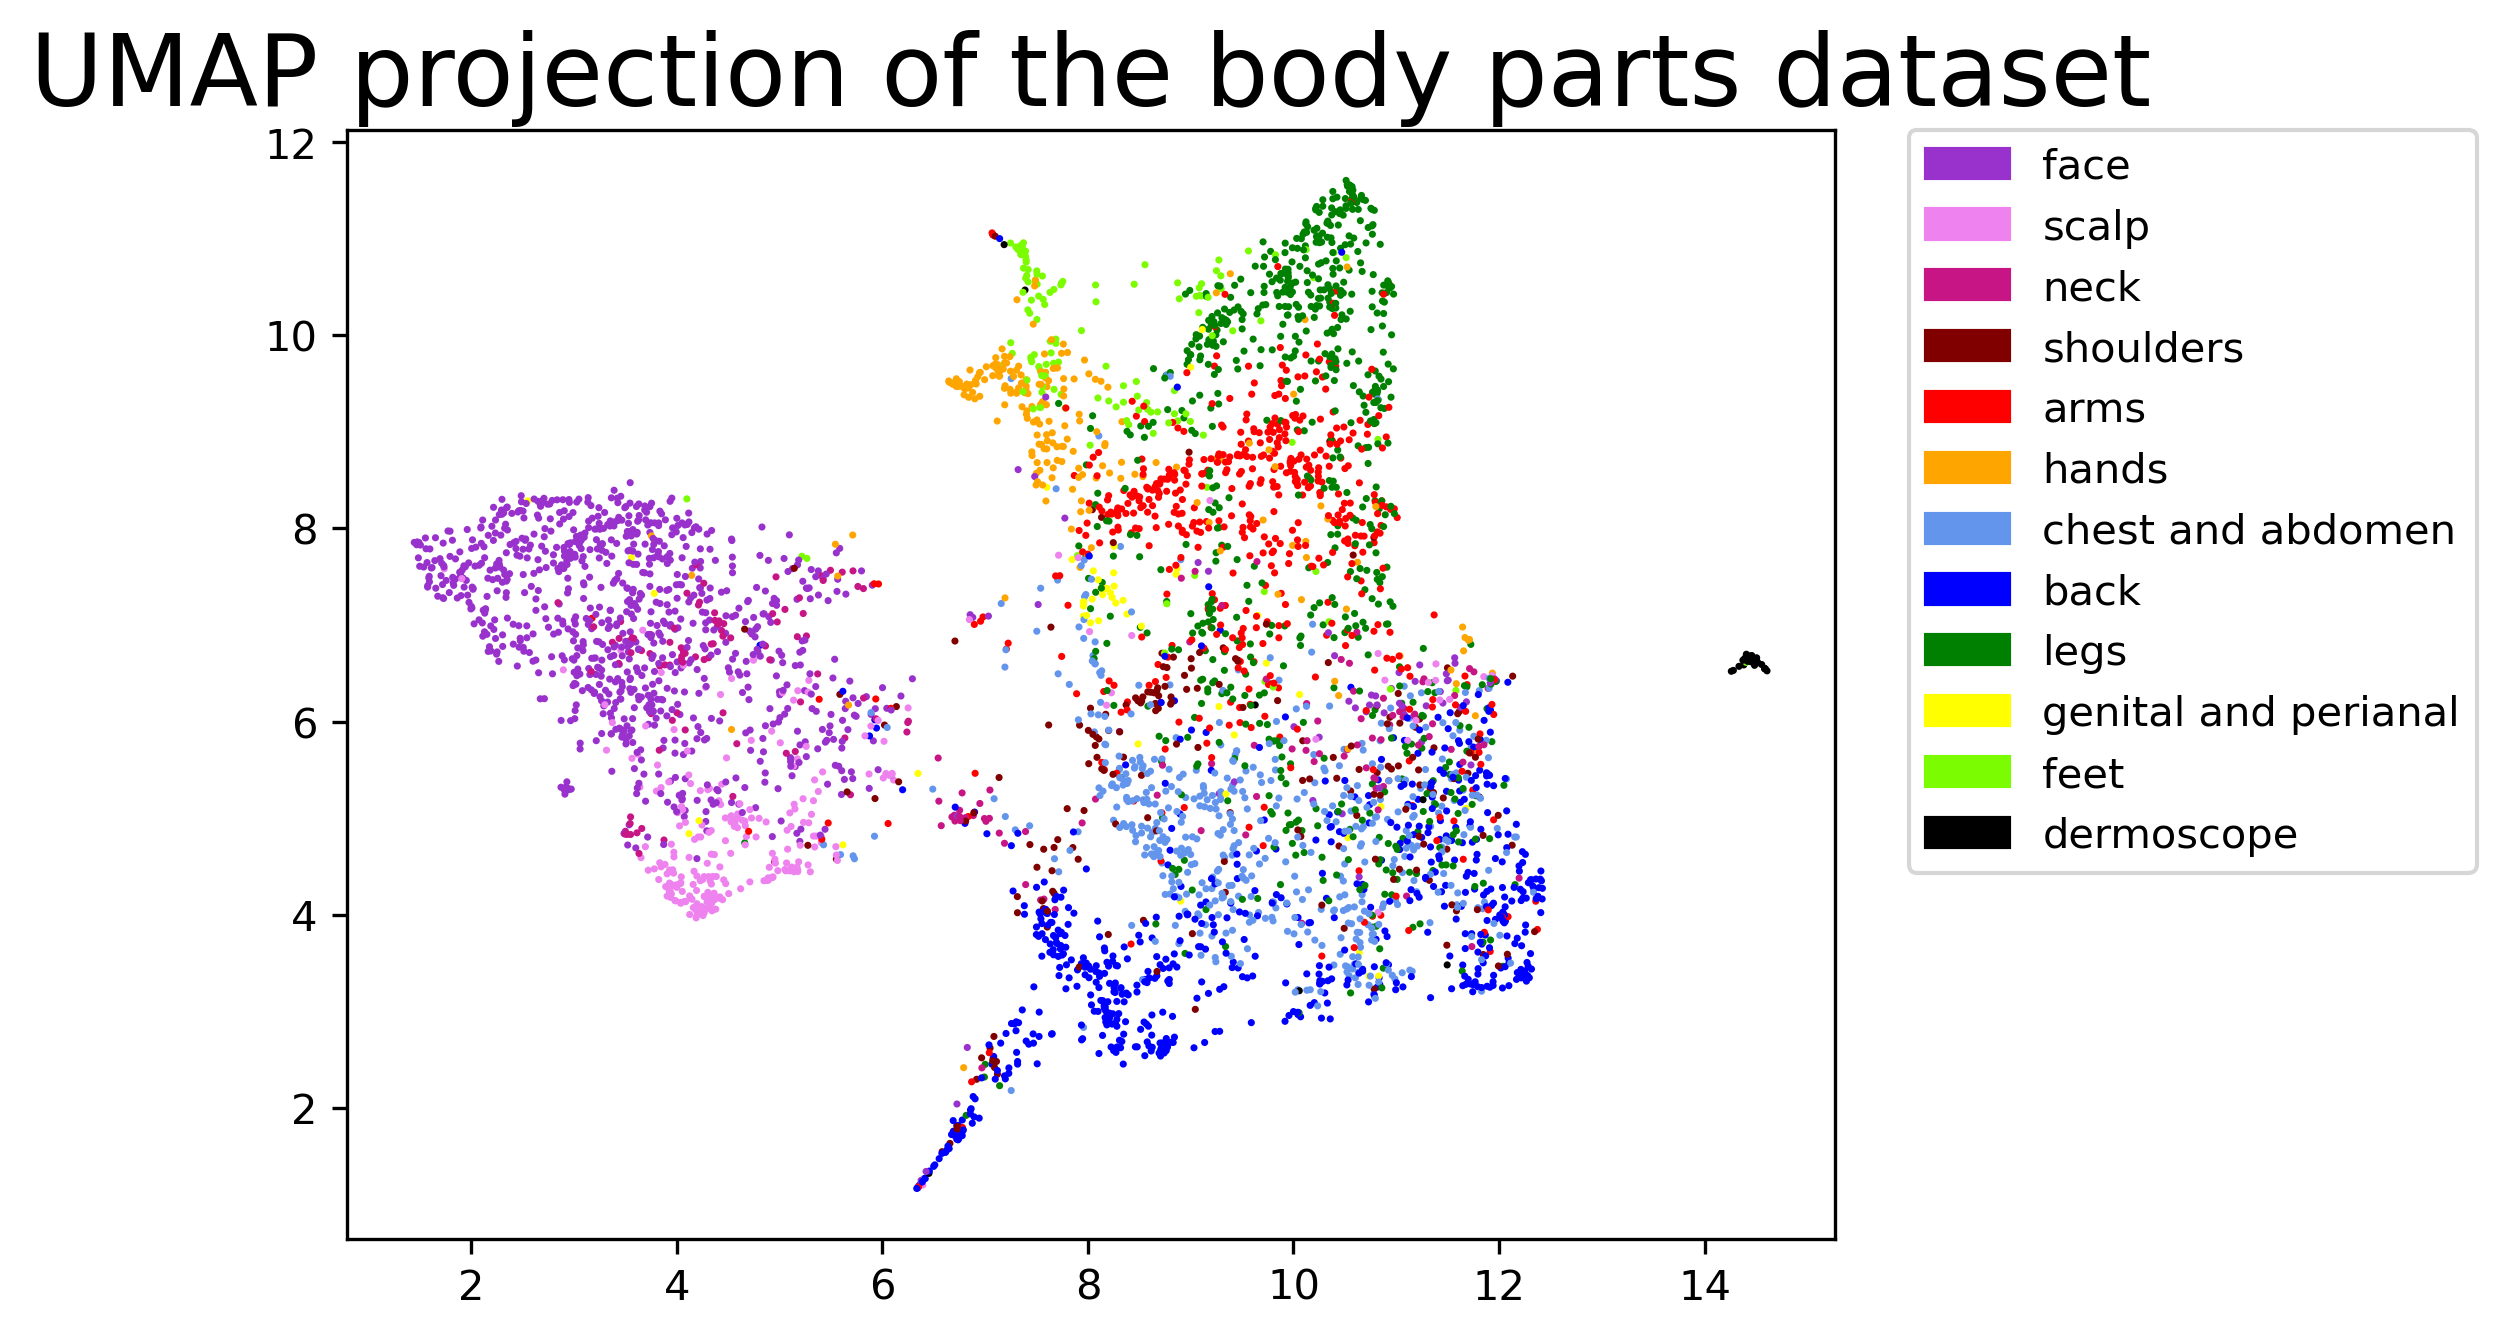 UMAP projection of the body parts dataset
12
10
8
6
4
2
2 4 6 8 10 12 14
face
scalp
neck
shoulders
arms
hands
chest and abdomen
back
legs
genital and perianal
feet
dermoscope